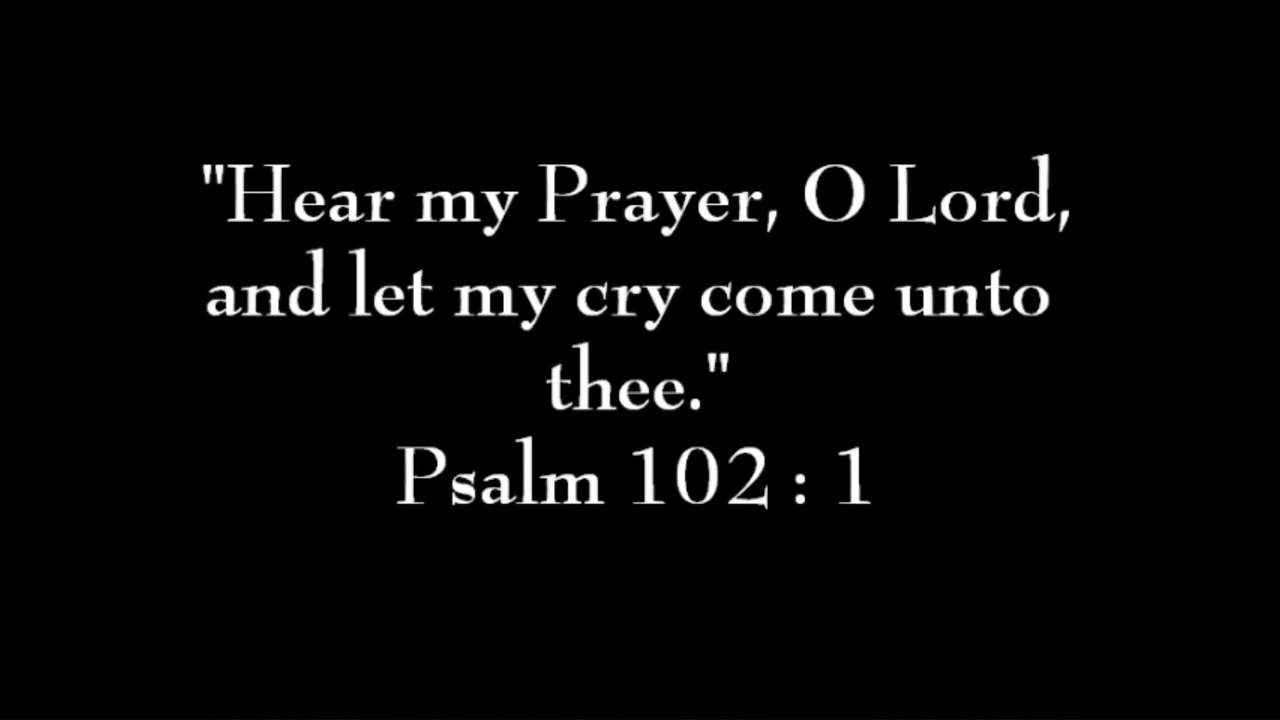 "Hear my Prayer, O Lord,
and let my cry come unto
thee."
Psalm 102 : 1